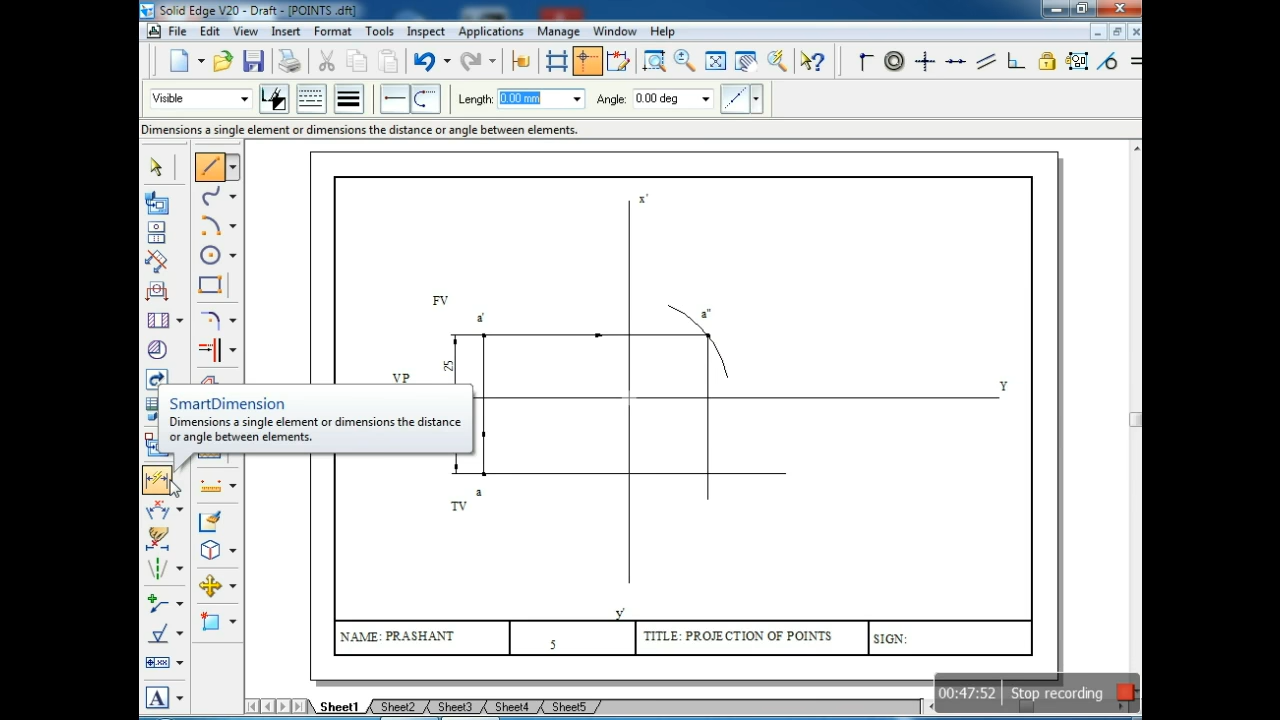 Solid Edge V20 - Draft - [POINTS .dft]
File Edit View Insert Format Tools Inspect Applications Manage Window Help
Visible Length: 0.00 mm Angle: 0.00 deg
Dimensions a single element or dimensions the distance or angle between elements.
x'
FV
a' a"
25
VP Y
SmartDimension
Dimensions a single element or dimensions the distance
or angle between elements.
a
TV
y'
NAME: PRASHANT 5 TITLE: PROJECTION OF POINTS SIGN:
A
00:47:52 Stop recording
Sheet1 Sheet2 Sheet3 Sheet4 Sheet5